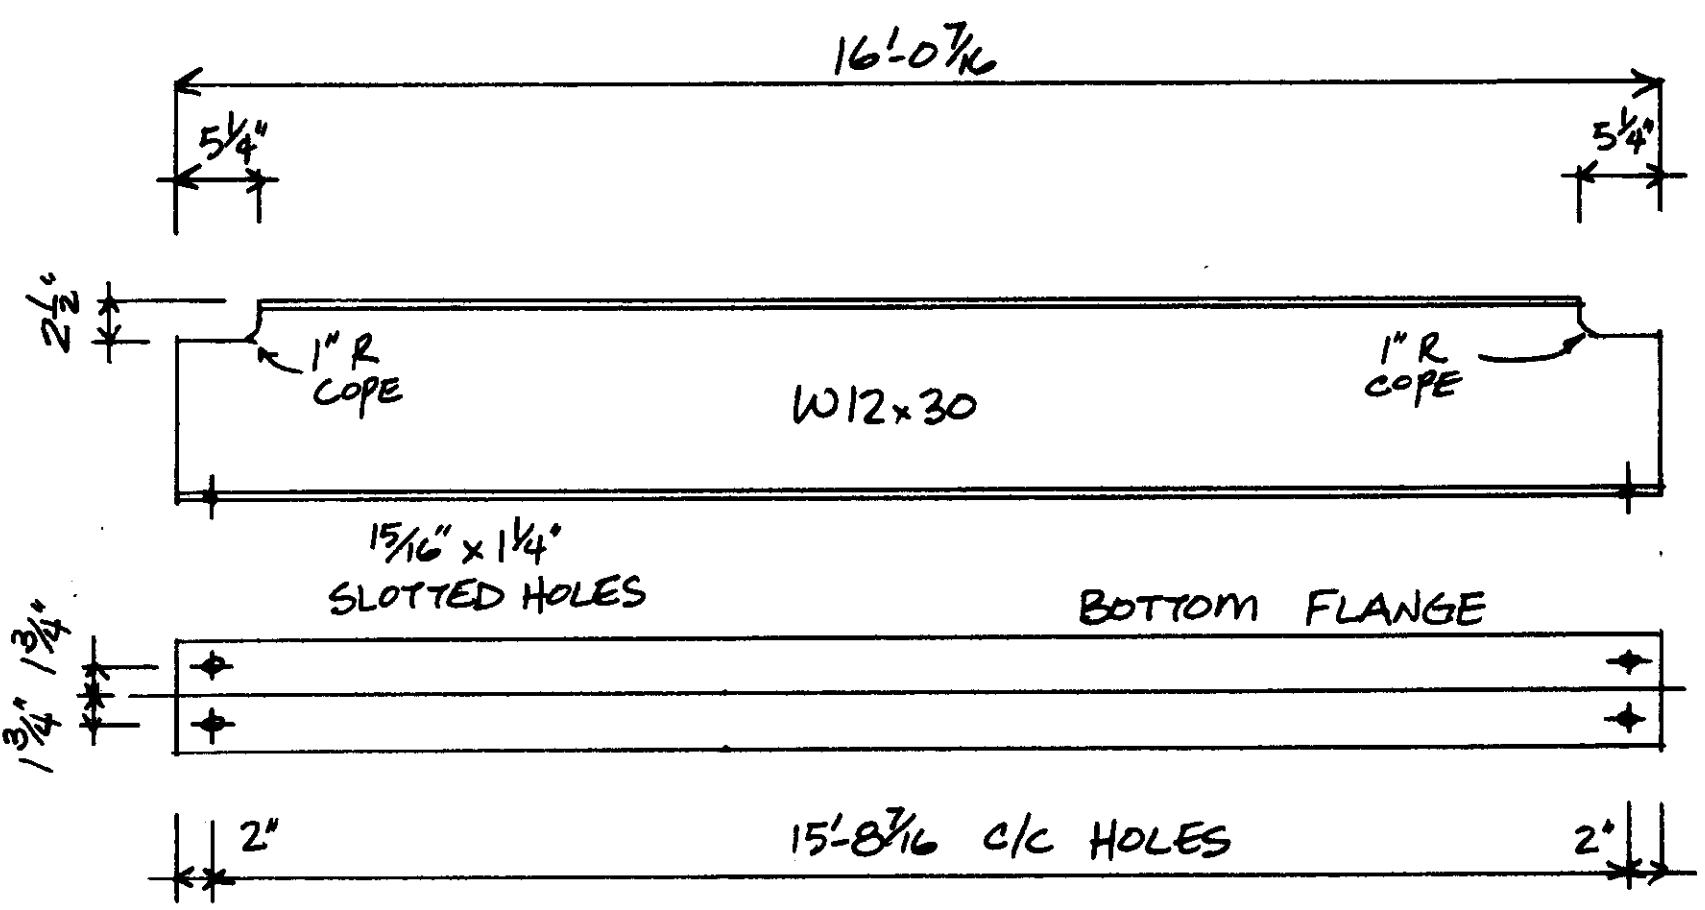 16'-0 7/16
5 1/4"
5 1/4"
2 1/2"
1" R
COPE
1" R
COPE
W12x30
15/16" x 1 1/4"
SLOTTED HOLES
BOTTOM FLANGE
1 3/4"
1 3/4"
2"
15'-8 7/16 C/C HOLES
2"